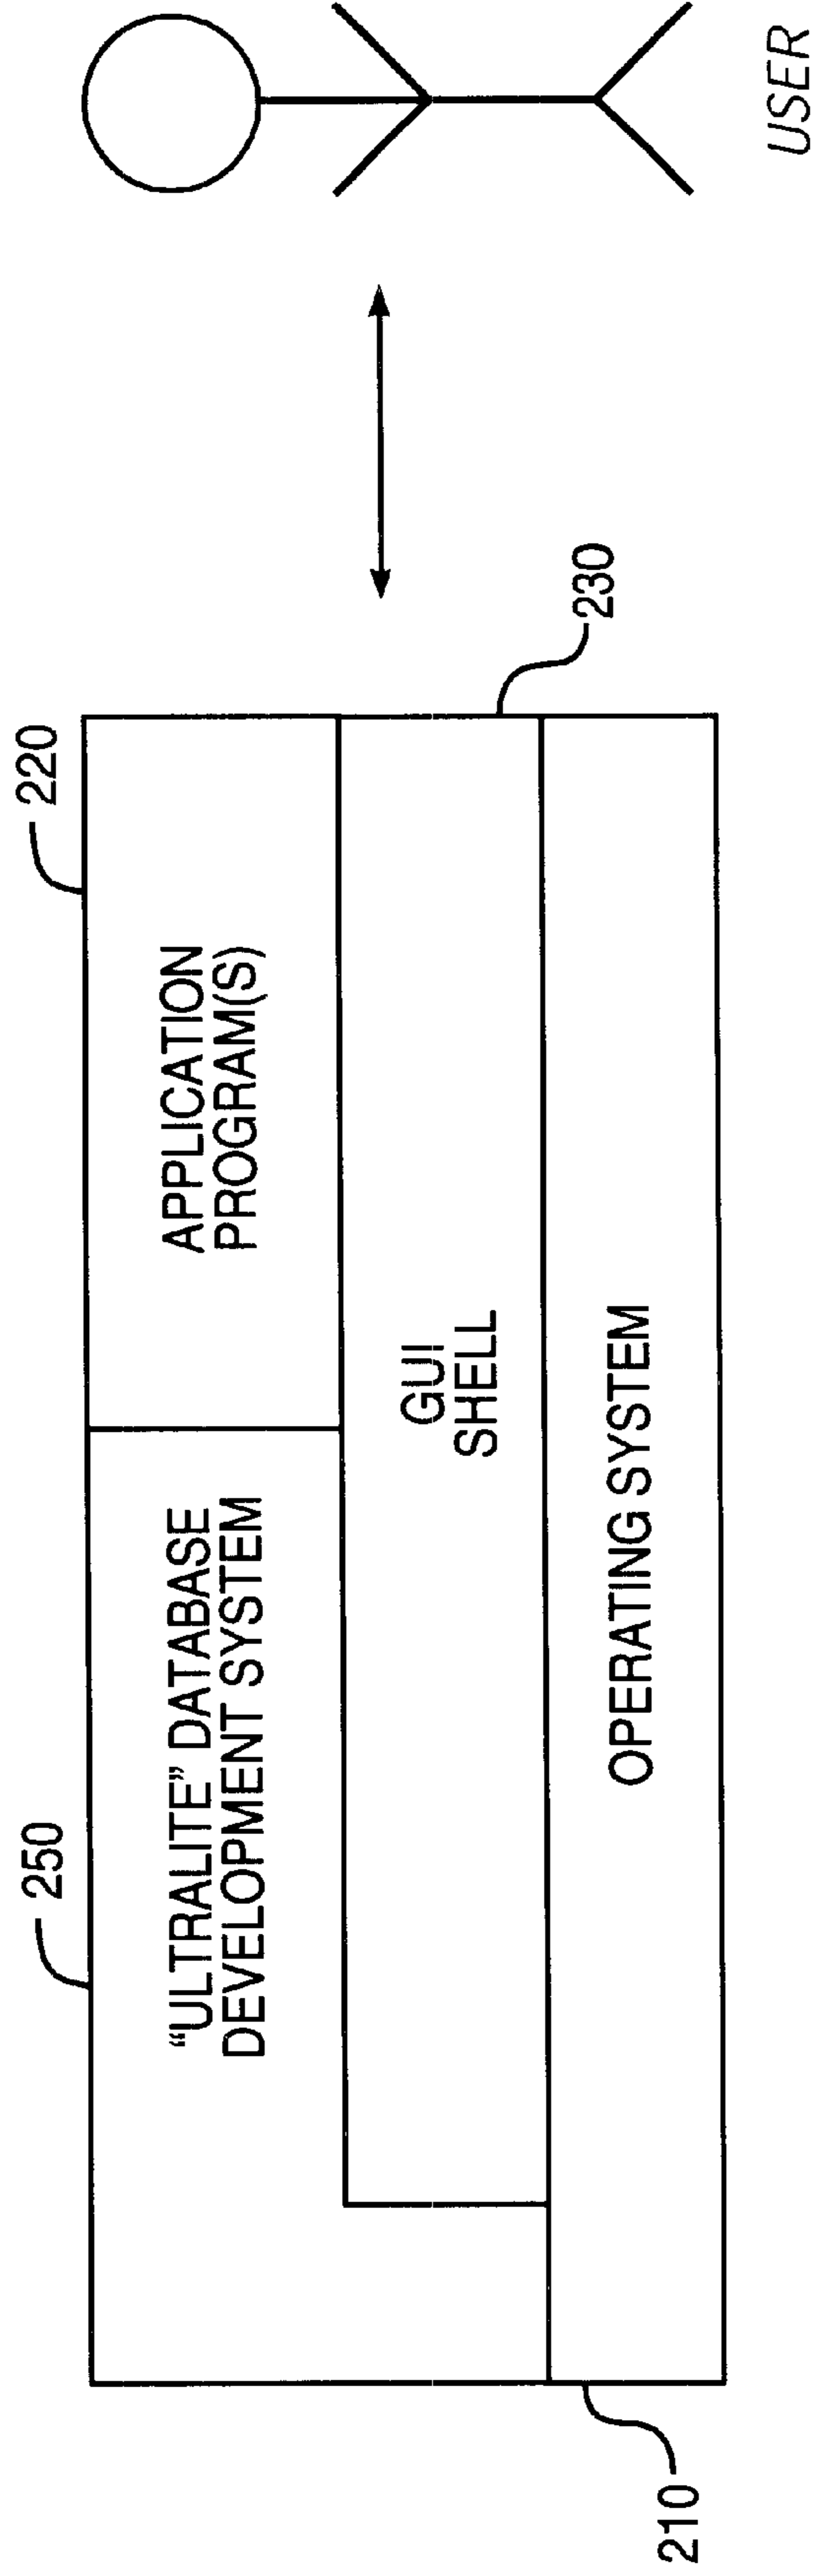 250
220
“ULTRALITE” DATABASE
DEVELOPMENT SYSTEM
APPLICATION
PROGRAM(S)
GUI
SHELL
230
OPERATING SYSTEM
210
USER